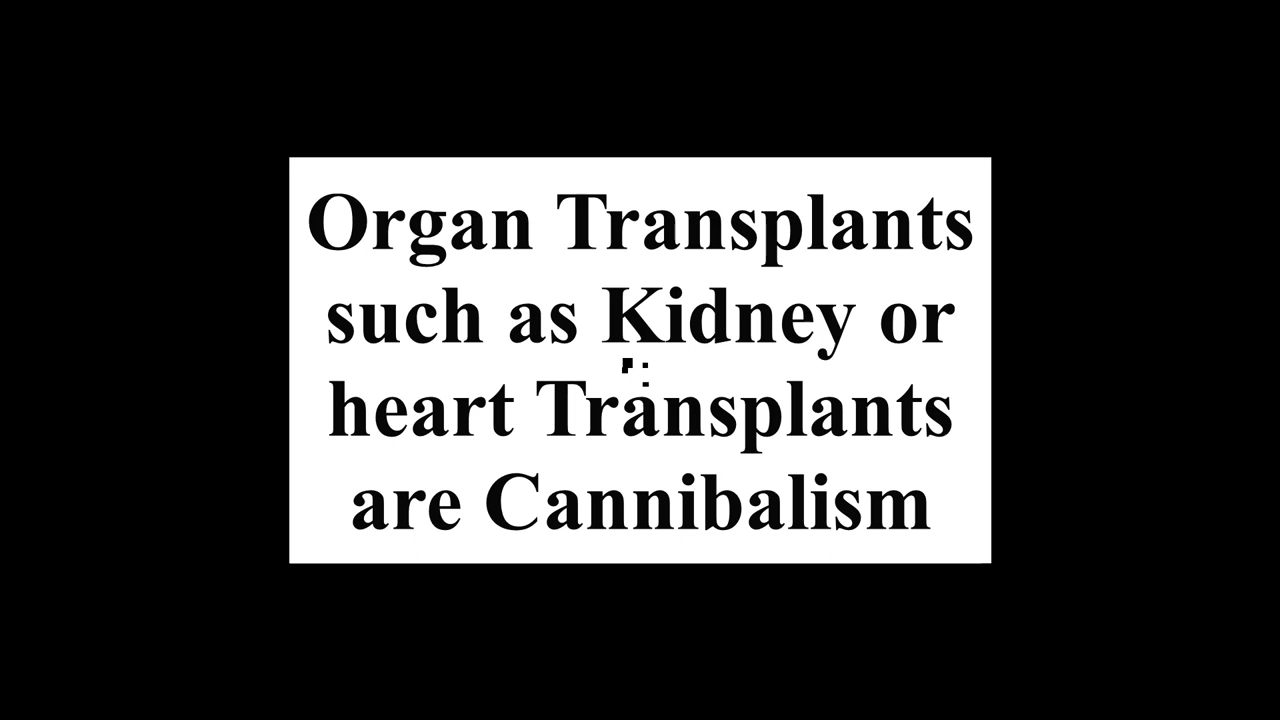 Organ Transplants
such as Kidney or
heart Transplants
are Cannibalism